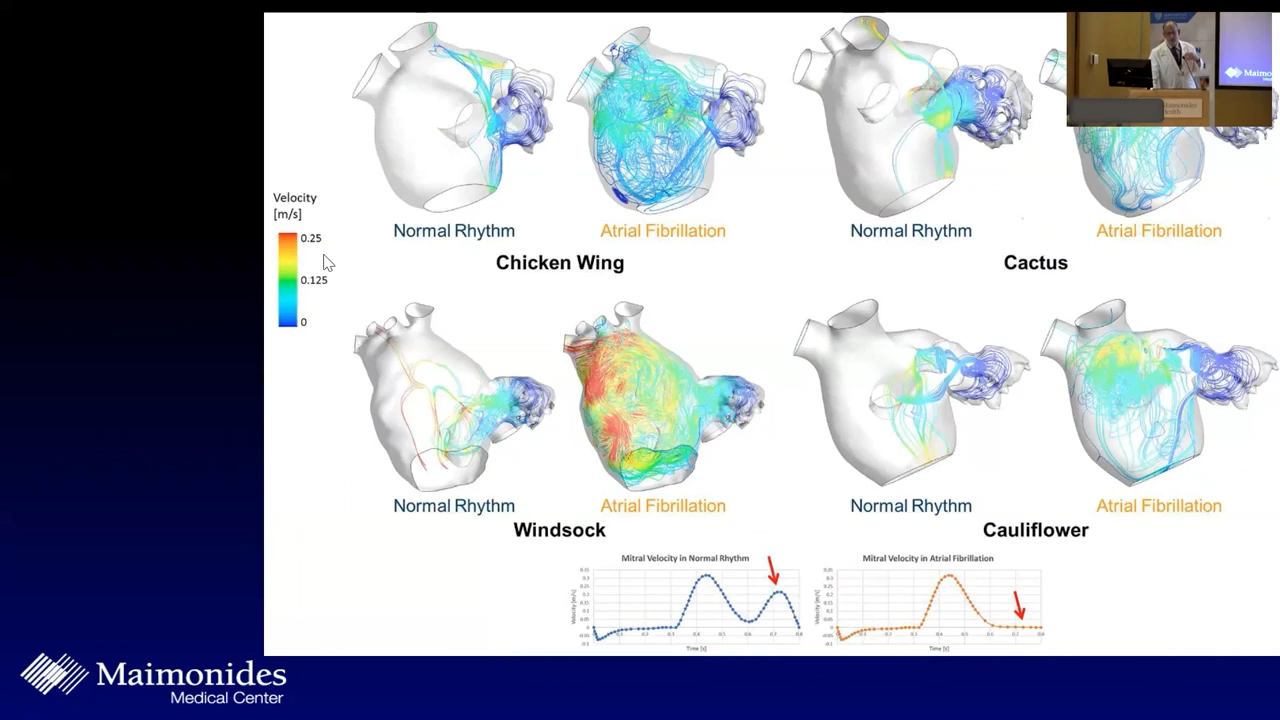 Normal Rhythm
Atrial Fibrillation
Normal Rhythm
Atrial Fibrillation
Chicken Wing
Cactus
Velocity
[m/s]
0.25
0.125
0
Normal Rhythm
Atrial Fibrillation
Normal Rhythm
Atrial Fibrillation
Windsock
Cauliflower
Mitral Velocity in Normal Rhythm
Mitral Velocity in Atrial Fibrillation
Velocity [m/s]
Time [s]
Velocity [m/s]
Time [s]
Maimonides
Medical Center